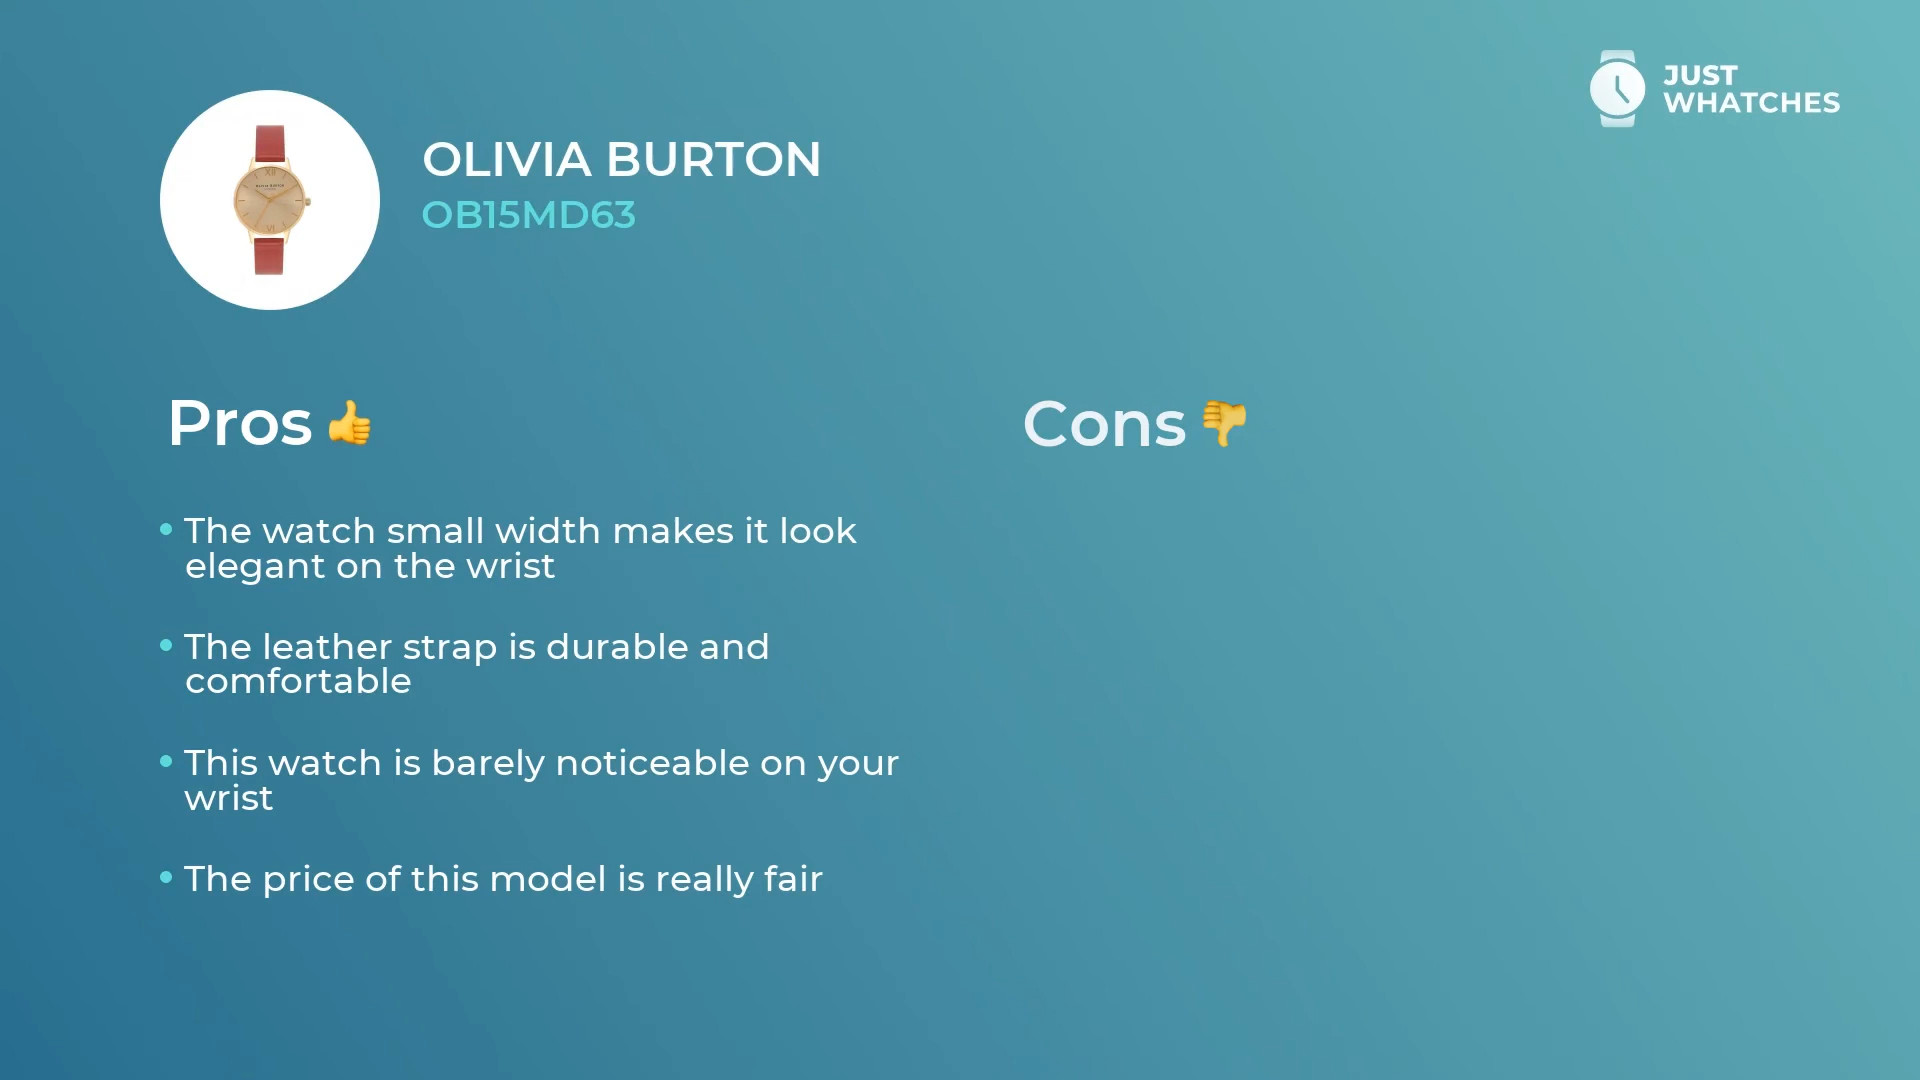 JUST
WHATCHES
OLIVIA BURTON
OB15MD63
Pros 👍
Cons 👎
• The watch small width makes it look
elegant on the wrist
• The leather strap is durable and
comfortable
• This watch is barely noticeable on your
wrist
• The price of this model is really fair